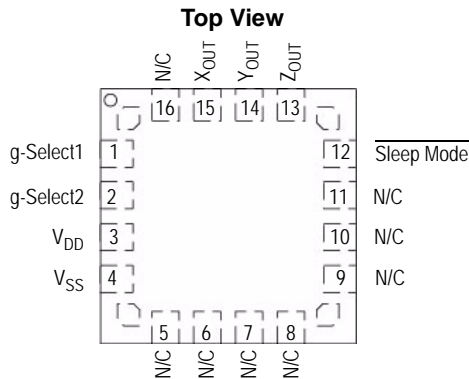 Top View
N/C
XOUT
YOUT
ZOUT
16
15
14
13
g-Select1
1
12
Sleep Mode
g-Select2
2
11
N/C
VDD
3
10
N/C
VSS
4
9
N/C
5
6
7
8
N/C
N/C
N/C
N/C